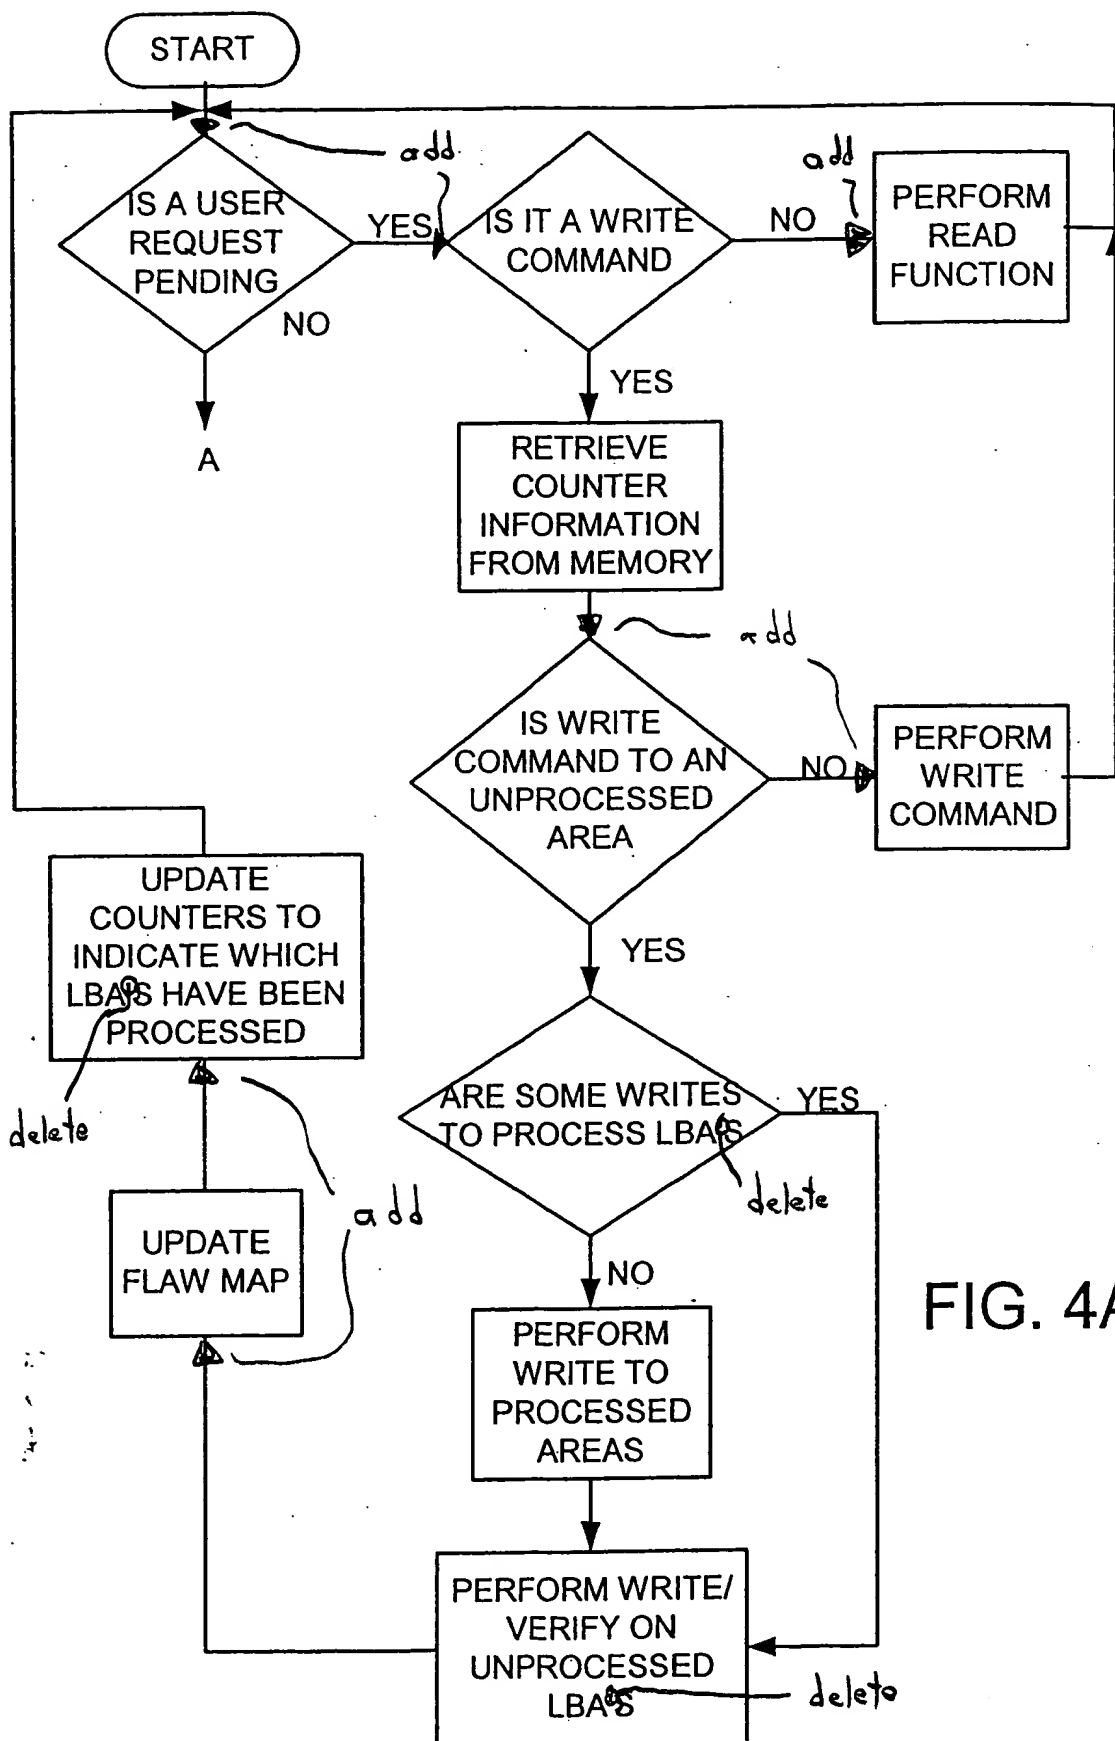 START
add
add
IS A USER
REQUEST
PENDING
YES
IS IT A WRITE
COMMAND
NO
PERFORM
READ
FUNCTION
NO
A
YES
RETRIEVE
COUNTER
INFORMATION
FROM MEMORY
add
IS WRITE
COMMAND TO AN
UNPROCESSED
AREA
NO
PERFORM
WRITE
COMMAND
UPDATE
COUNTERS TO
INDICATE WHICH
LBA'S HAVE BEEN
PROCESSED
YES
delete
ARE SOME WRITES
TO PROCESS LBA'S
YES
delete
add
UPDATE
FLAW MAP
NO
FIG. 4A
PERFORM
WRITE TO
PROCESSED
AREAS
PERFORM WRITE/
VERIFY ON
UNPROCESSED
LBA'S
delete